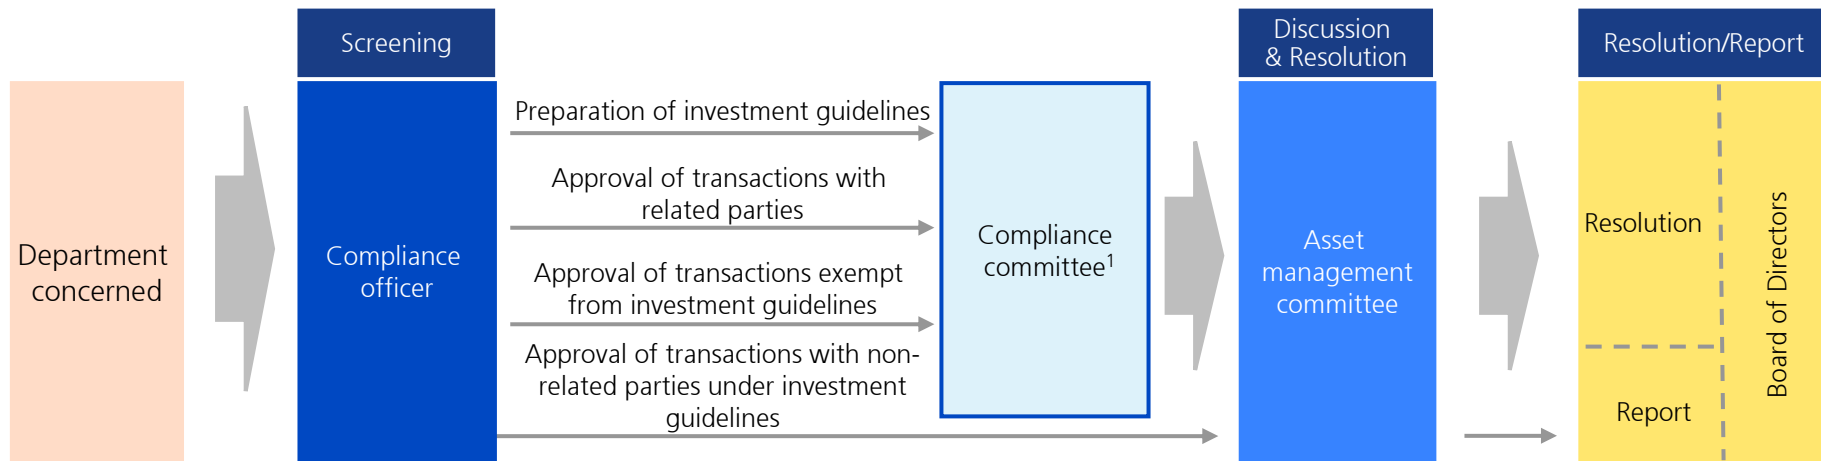 Screening
Discussion
& Resolution
Resolution/Report
Department
concerned
Compliance
officer
Preparation of investment guidelines
Approval of transactions with
related parties
Approval of transactions exempt
from investment guidelines
Approval of transactions with non-
related parties under investment
guidelines
Compliance
committee1
Asset
management
committee
Resolution
Report
Board of Directors